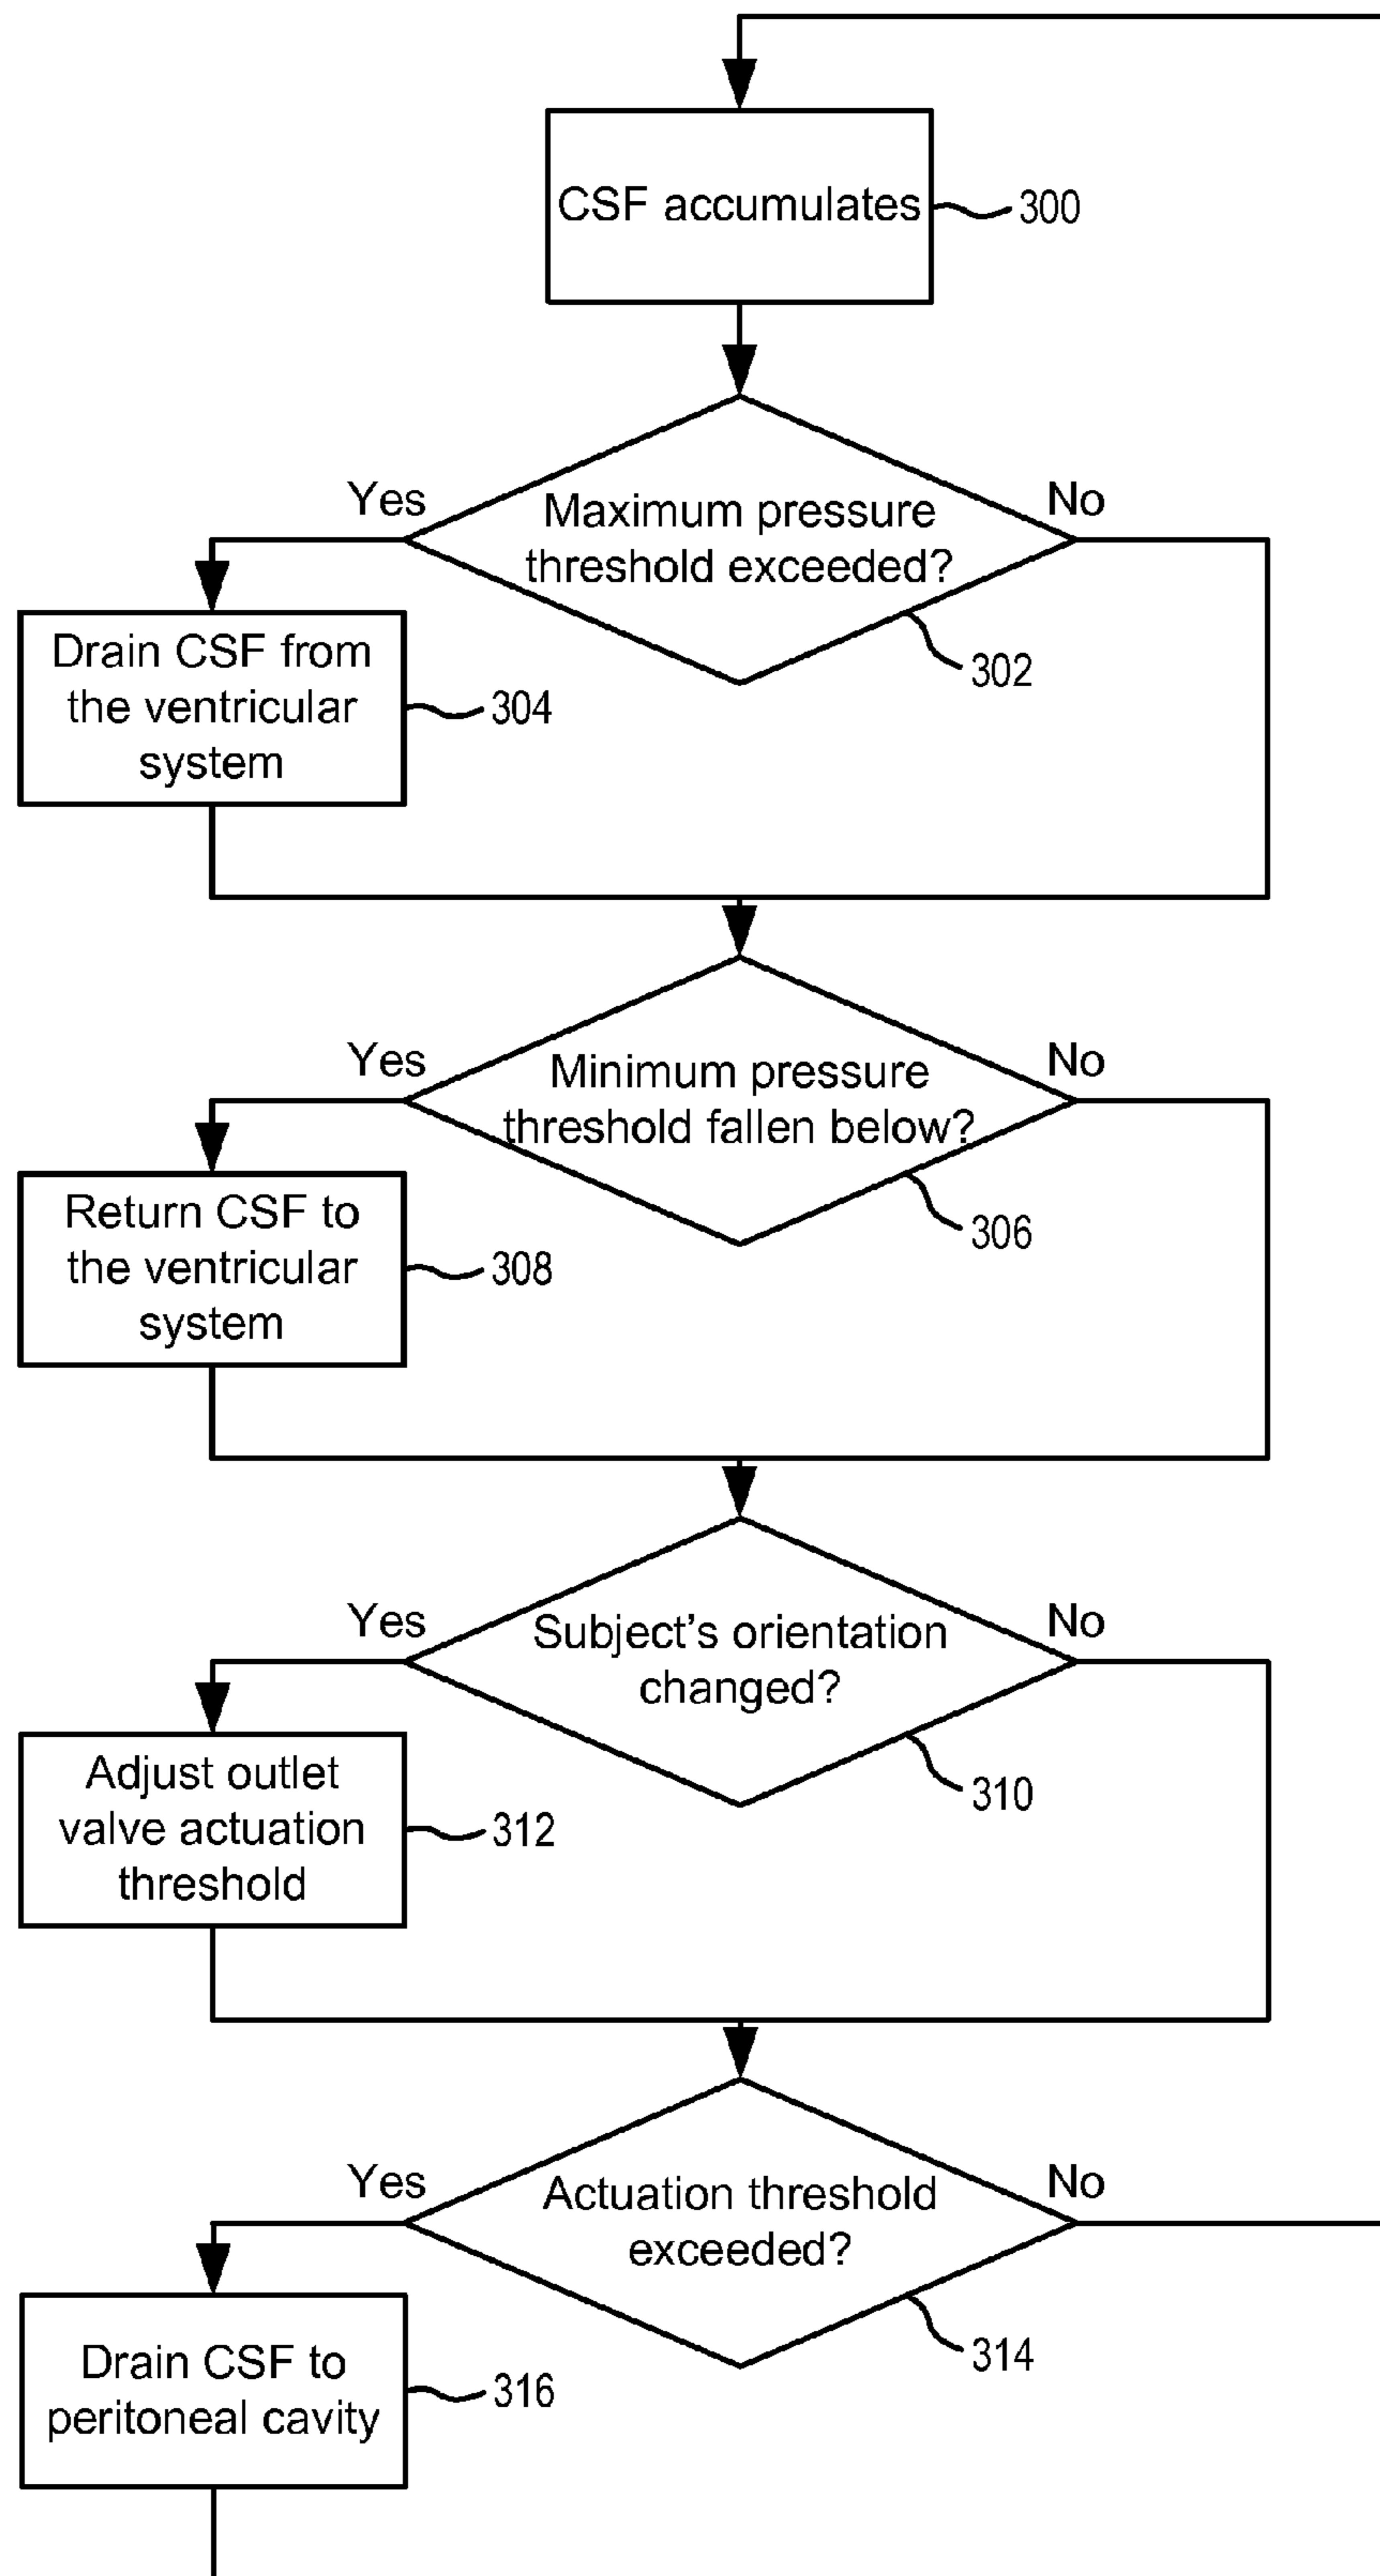 CSF accumulates
300
Yes
Maximum pressure
threshold exceeded?
No
302
Drain CSF from
the ventricular
system
304
Yes
Minimum pressure
threshold fallen below?
No
306
Return CSF to
the ventricular
system
308
Yes
Subject's orientation
changed?
No
310
Adjust outlet
valve actuation
threshold
312
Yes
Actuation threshold
exceeded?
No
314
Drain CSF to
peritoneal cavity
316